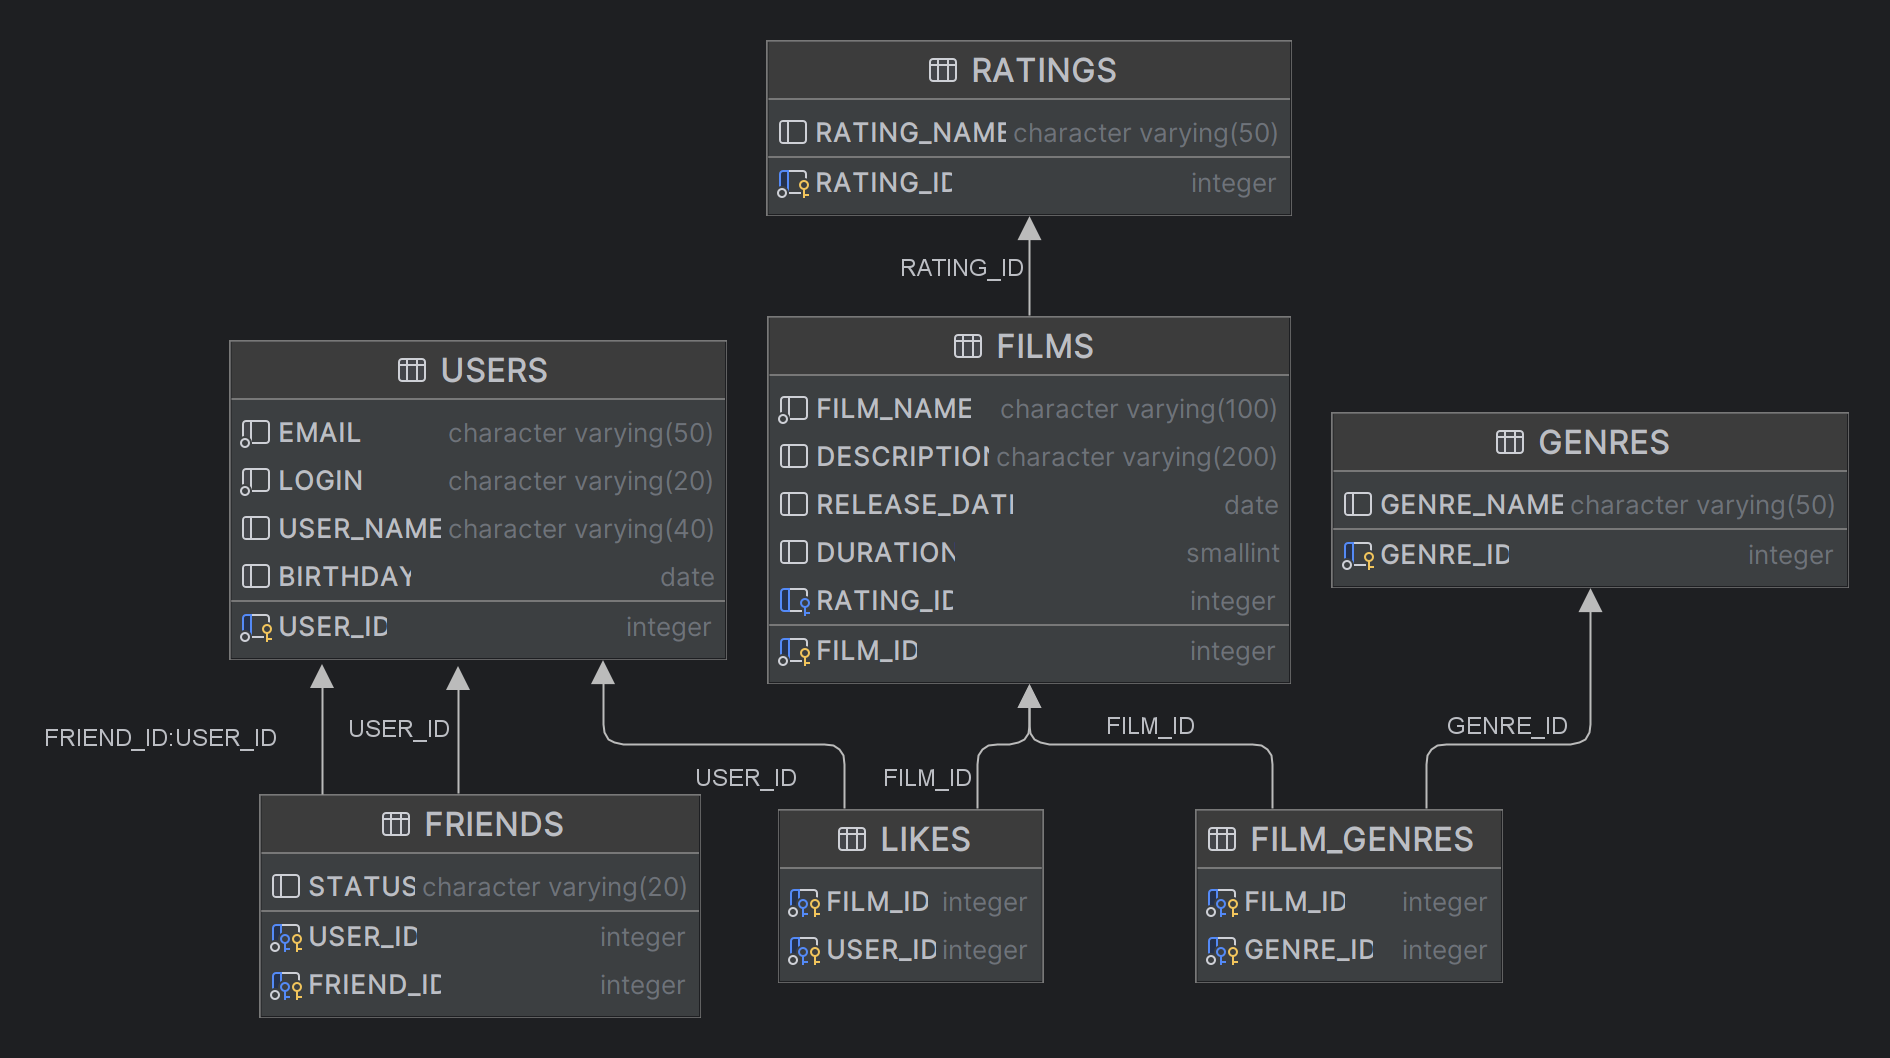 RATINGS
RATING_NAME character varying(50)
RATING_ID integer
RATING_ID
USERS
EMAIL character varying(50)
LOGIN character varying(20)
USER_NAME character varying(40)
BIRTHDAY date
USER_ID integer
FILMS
FILM_NAME character varying(100)
DESCRIPTION character varying(200)
RELEASE_DATE date
DURATION smallint
RATING_ID integer
FILM_ID integer
GENRES
GENRE_NAME character varying(50)
GENRE_ID integer
FRIEND_ID:USER_ID
USER_ID
USER_ID
FILM_ID
FILM_ID
GENRE_ID
FRIENDS
STATUS character varying(20)
USER_ID integer
FRIEND_ID integer
LIKES
FILM_ID integer
USER_ID integer
FILM_GENRES
FILM_ID integer
GENRE_ID integer